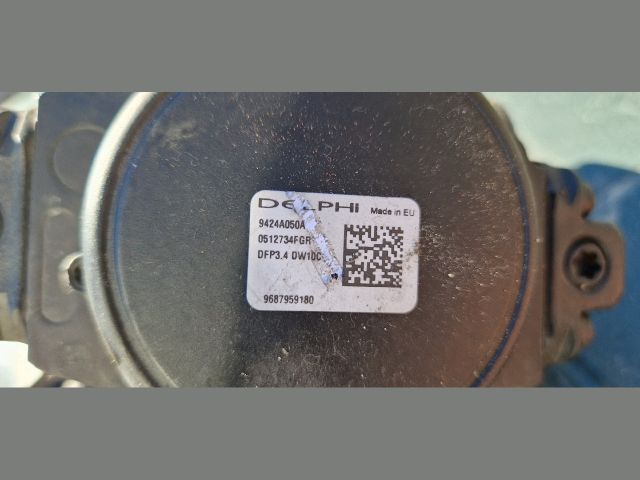 DELPHI Made in EU
9424A050A
0512734FGR
DFP3.4 DW10C
9687959180